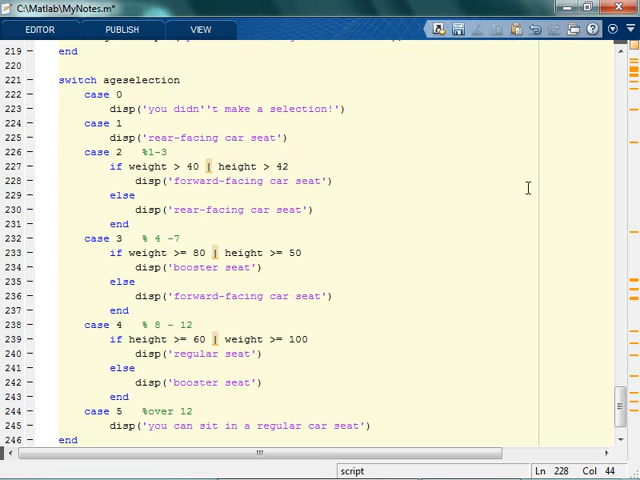 C:\Matlab\MyNotes.m*
EDITOR PUBLISH VIEW
219 end
220
221 switch ageselection
222 case 0
223 disp('you didn''t make a selection!')
224 case 1
225 disp('rear-facing car seat')
226 case 2 %1-3
227 if weight > 40 | height > 42
228 disp('forward-facing car seat')
229 else
230 disp('rear-facing car seat')
231 end
232 case 3 % 4 -7
233 if weight >= 80 | height >= 50
234 disp('booster seat')
235 else
236 disp('forward-facing car seat')
237 end
238 case 4 % 8 - 12
239 if height >= 60 | weight >= 100
240 disp('regular seat')
241 else
242 disp('booster seat')
243 end
244 case 5 %over 12
245 disp('you can sit in a regular car seat')
246 end
script Ln 228 Col 44